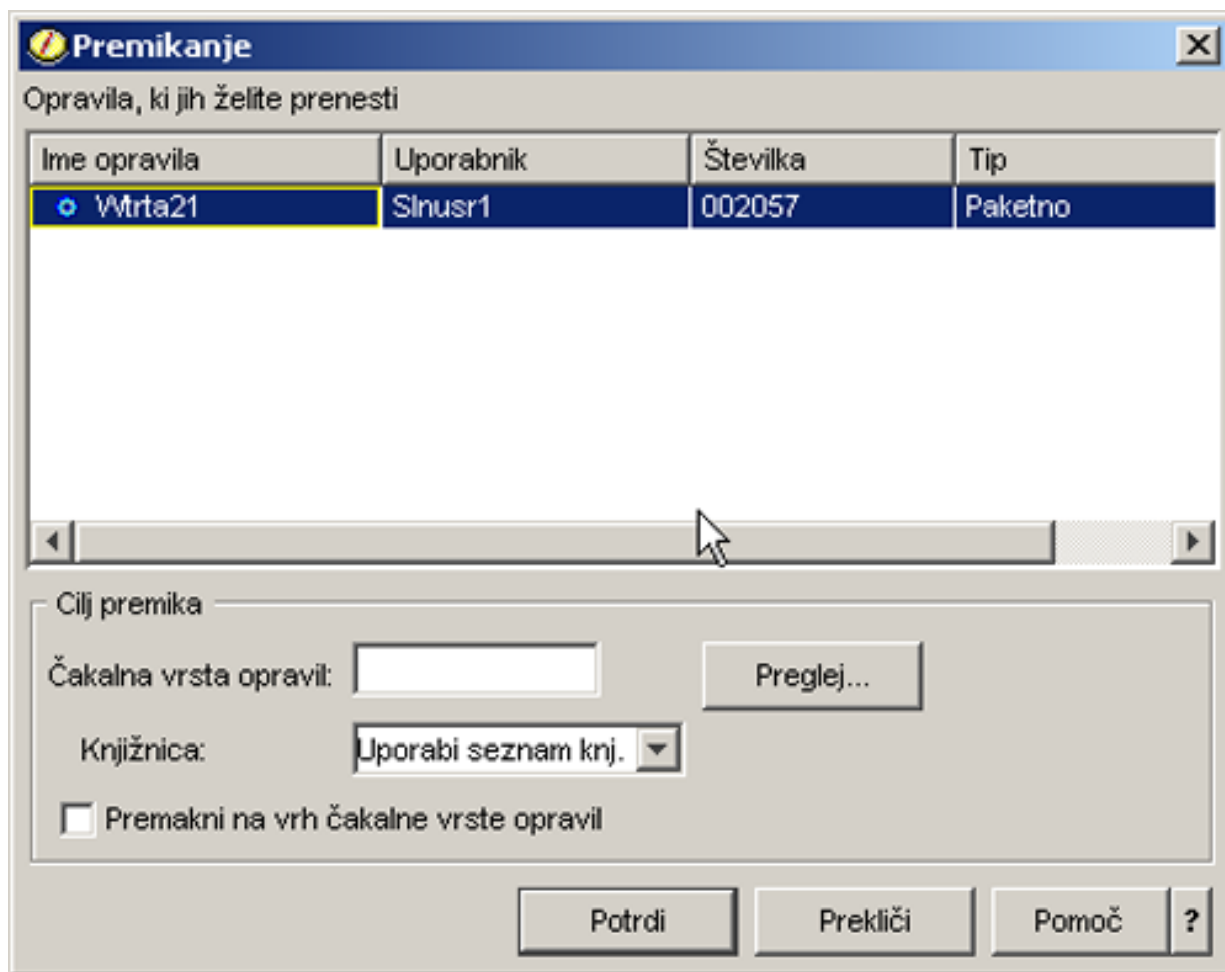 Premikanje
Opravila, ki jih želite prenesti
Ime opravila Uporabnik Številka Tip
Wtrta21 Slnusr1 002057 Paketno
Cilj premika
Čakalna vrsta opravil: Preglej...
Knjižnica: Uporabi seznam knj.
Premakni na vrh čakalne vrste opravil
Potrdi Prekliči Pomoč ?